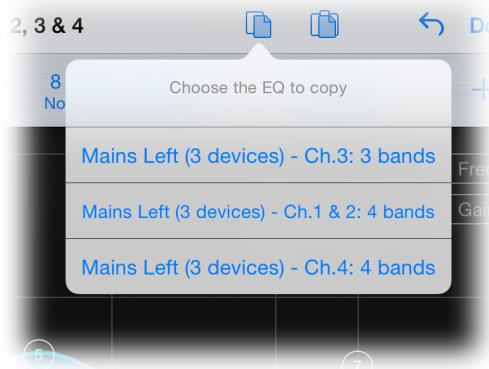 2, 3 & 4
8
No
Choose the EQ to copy
Mains Left (3 devices) - Ch.3: 3 bands
Mains Left (3 devices) - Ch.1 & 2: 4 bands
Mains Left (3 devices) - Ch.4: 4 bands
Gai
5
7